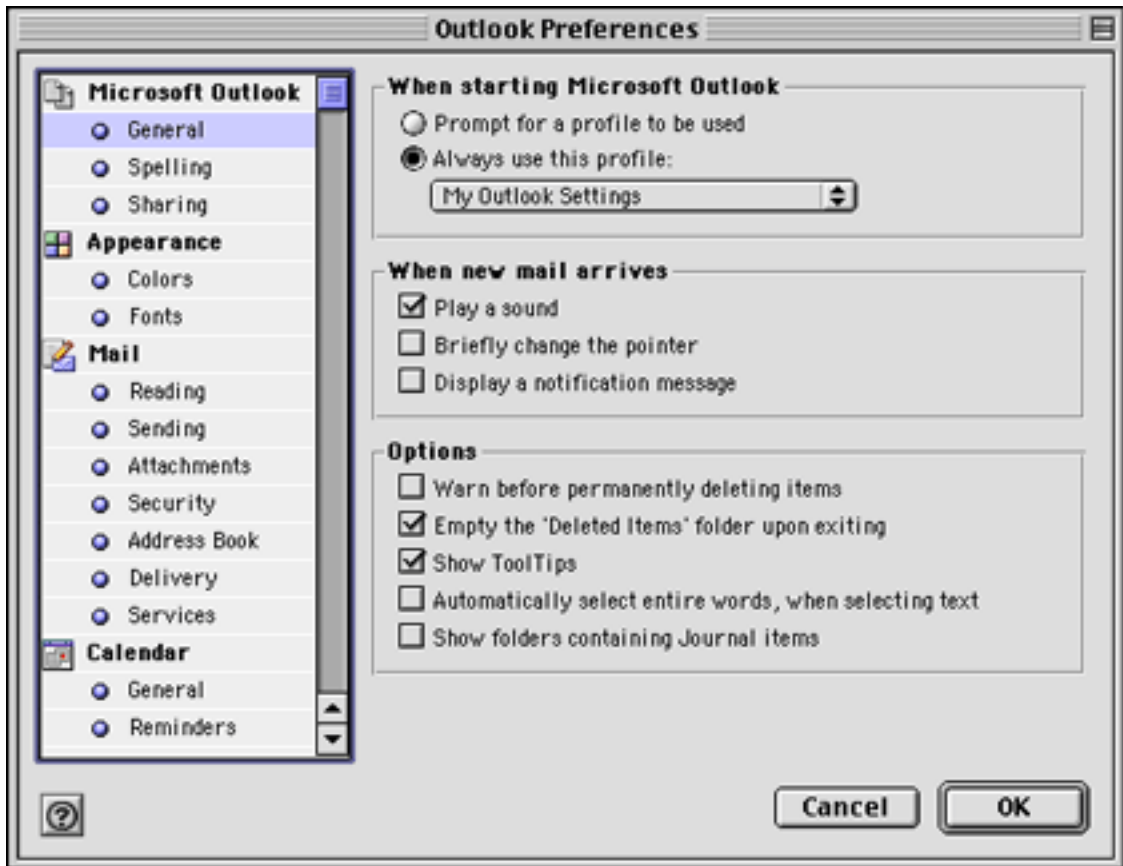 Outlook Preferences
Microsoft Outlook
General
Spelling
Sharing
Appearance
Colors
Fonts
Mail
Reading
Sending
Attachments
Security
Address Book
Delivery
Services
Calendar
General
Reminders
When starting Microsoft Outlook
Prompt for a profile to be used
Always use this profile:
My Outlook Settings
When new mail arrives
Play a sound
Briefly change the pointer
Display a notification message
Options
Warn before permanently deleting items
Empty the 'Deleted Items' folder upon exiting
Show ToolTips
Automatically select entire words, when selecting text
Show folders containing Journal items
?
Cancel
OK